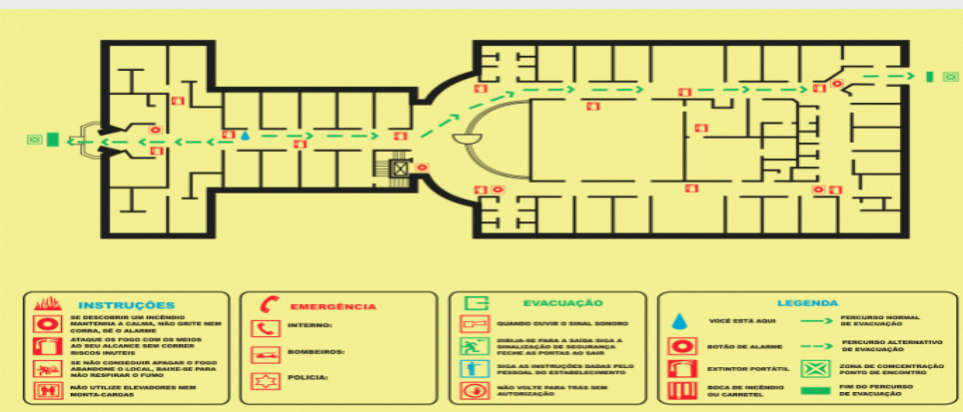 INSTRUÇÕES
SE DESCOBRIR UM INCÊNDIO
MANTENHA A CALMA, NÃO GRITE NEM
CORRA, DÊ O ALARME
ATAQUE OS FOGO COM OS MEIOS
AO SEU ALCANCE SEM CORRER
RISCOS INUTEIS
SE NÃO CONSEGUIR APAGAR O FOGO
ABANDONE O LOCAL, BAIXE-SE PARA
NÃO RESPIRAR O FUMO
NÃO UTILIZE ELEVADORES NEM
MONTA-CARGAS
EMERGÊNCIA
INTERNO:
BOMBEIROS:
POLICIA:
EVACUAÇÃO
QUANDO OUVIR O SINAL SONORO
DIRIJA-SE PARA A SAÍDA SIGA A
SINALIZAÇÃO DE SEGURANÇA
FECHE AS PORTAS AO SAIR
SIGA AS INSTRUÇÕES DADAS PELO
PESSOAL DO ESTABELECIMENTO
NÃO VOLTE PARA TRÁS SEM
AUTORIZAÇÃO
LEGENDA
VOCÊ ESTÁ AQUI
BOTÃO DE ALARME
EXTINTOR PORTÁTIL
BOCA DE INCÊNDIO
OU CARRETEL
PERCURSO NORMAL
DE EVACUAÇÃO
PERCURSO ALTERNATIVO
DE EVACUAÇÃO
ZONA DE COMCENTRAÇÃO
PONTO DE ENCONTRO
FIM DO PERCURSO
DE EVACUAÇÃO